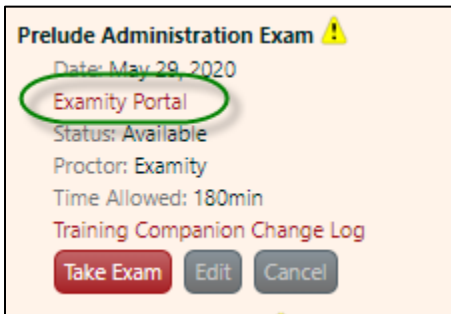 Prelude Administration Exam
Date: May 29, 2020
Examity Portal
Status: Available
Proctor: Examity
Time Allowed: 180min
Training Companion Change Log
Take Exam Edit Cancel